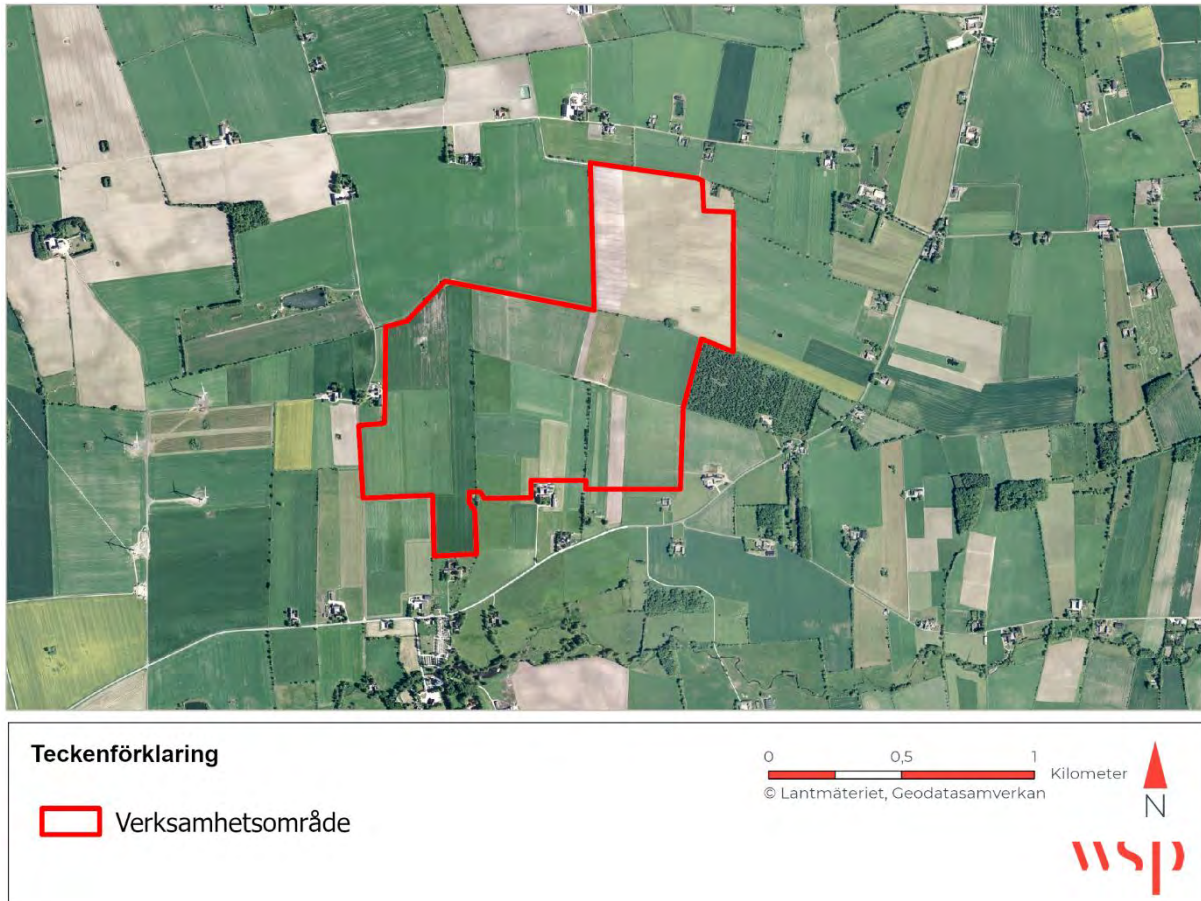 Teckenförklaring
Verksamhetsområde
0 0,5 1
Kilometer
© Lantmäteriet, Geodatasamverkan
N
wsp